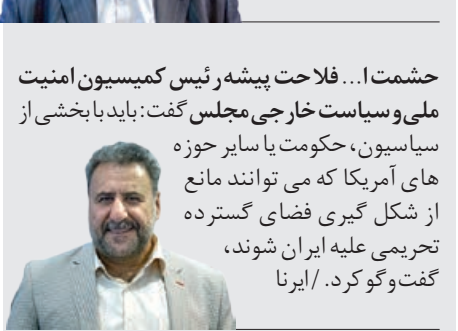 حشمت‌ا... فلاحت پیشه رئیس کمیسیون امنیت
ملی و سیاست خارجی مجلس گفت: باید با بخشی از
سیاسیون، حکومت یا سایر حوزه
های آمریکا که می توانند مانع
از شکل گیری فضای گسترده
تحریمی علیه ایران شوند،
گفت‌وگو کرد. /ایرنا